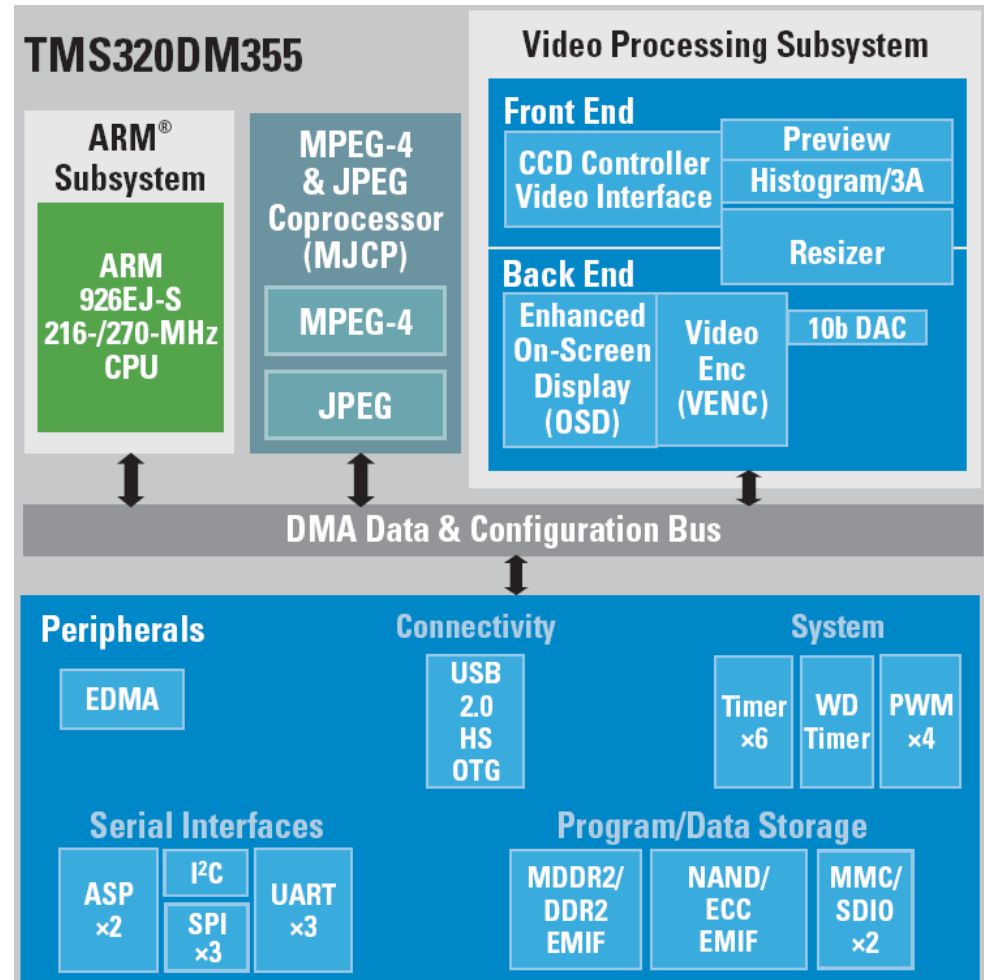 TMS320DM355
ARM®
Subsystem
ARM
926EJ-S
216-/270-MHz
CPU
MPEG-4
& JPEG
Coprocessor
(MJCP)
MPEG-4
JPEG
Video Processing Subsystem
Front End
CCD Controller
Video Interface
Preview
Histogram/3A
Resizer
Back End
Enhanced
On-Screen
Display
(OSD)
Video
Enc
(VENC)
10b DAC
DMA Data & Configuration Bus
Peripherals
EDMA
Connectivity
USB
2.0
HS
OTG
System
Timer
×6
WD
Timer
PWM
×4
Serial Interfaces
ASP
×2
I²C
SPI
×3
UART
×3
Program/Data Storage
MDDR2/
DDR2
EMIF
NAND/
ECC
EMIF
MMC/
SDIO
×2